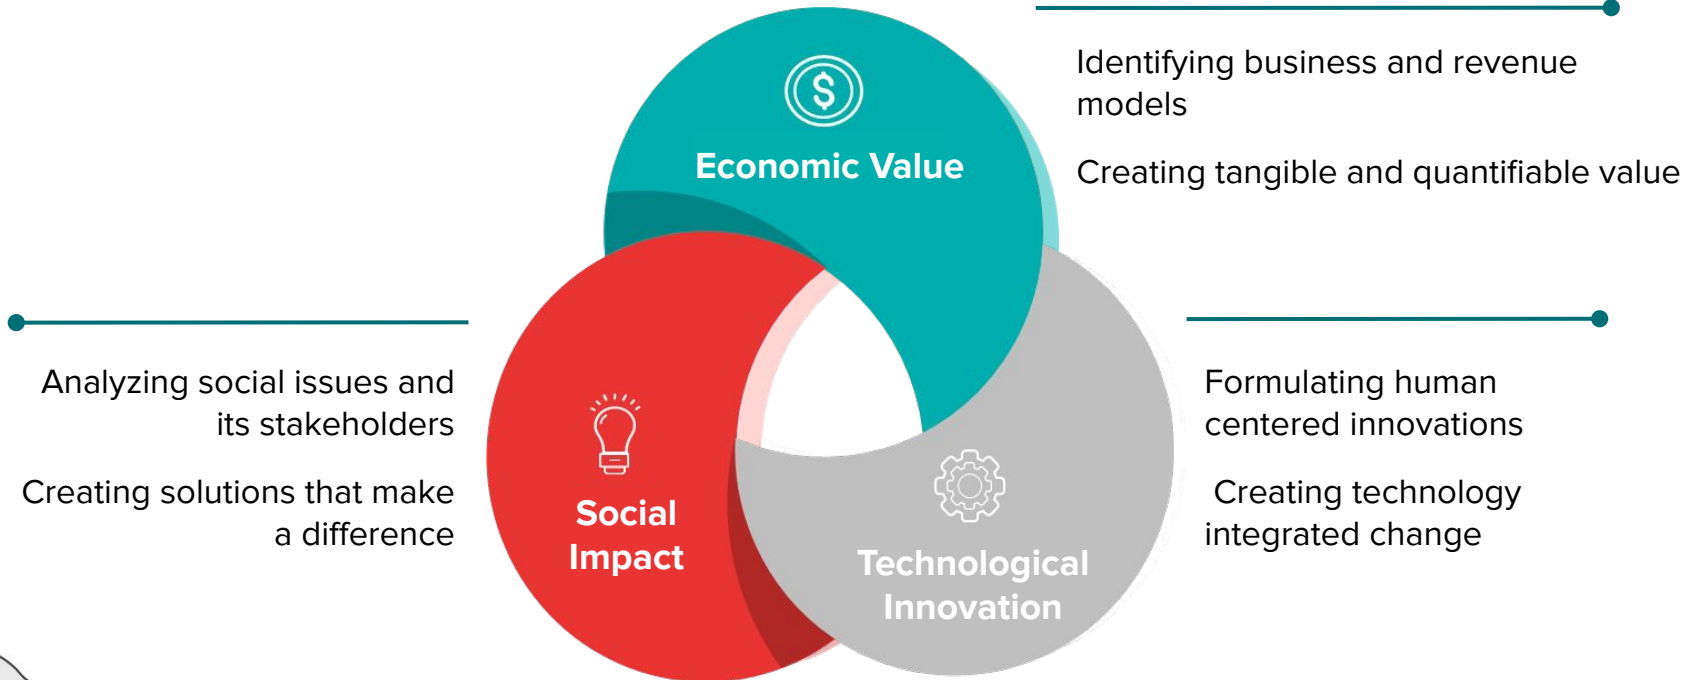 Economic Value
Identifying business and revenue
models
Creating tangible and quantifiable value
Analyzing social issues and
its stakeholders
Creating solutions that make
a difference
Social
Impact
Technological
Innovation
Formulating human
centered innovations
Creating technology
integrated change